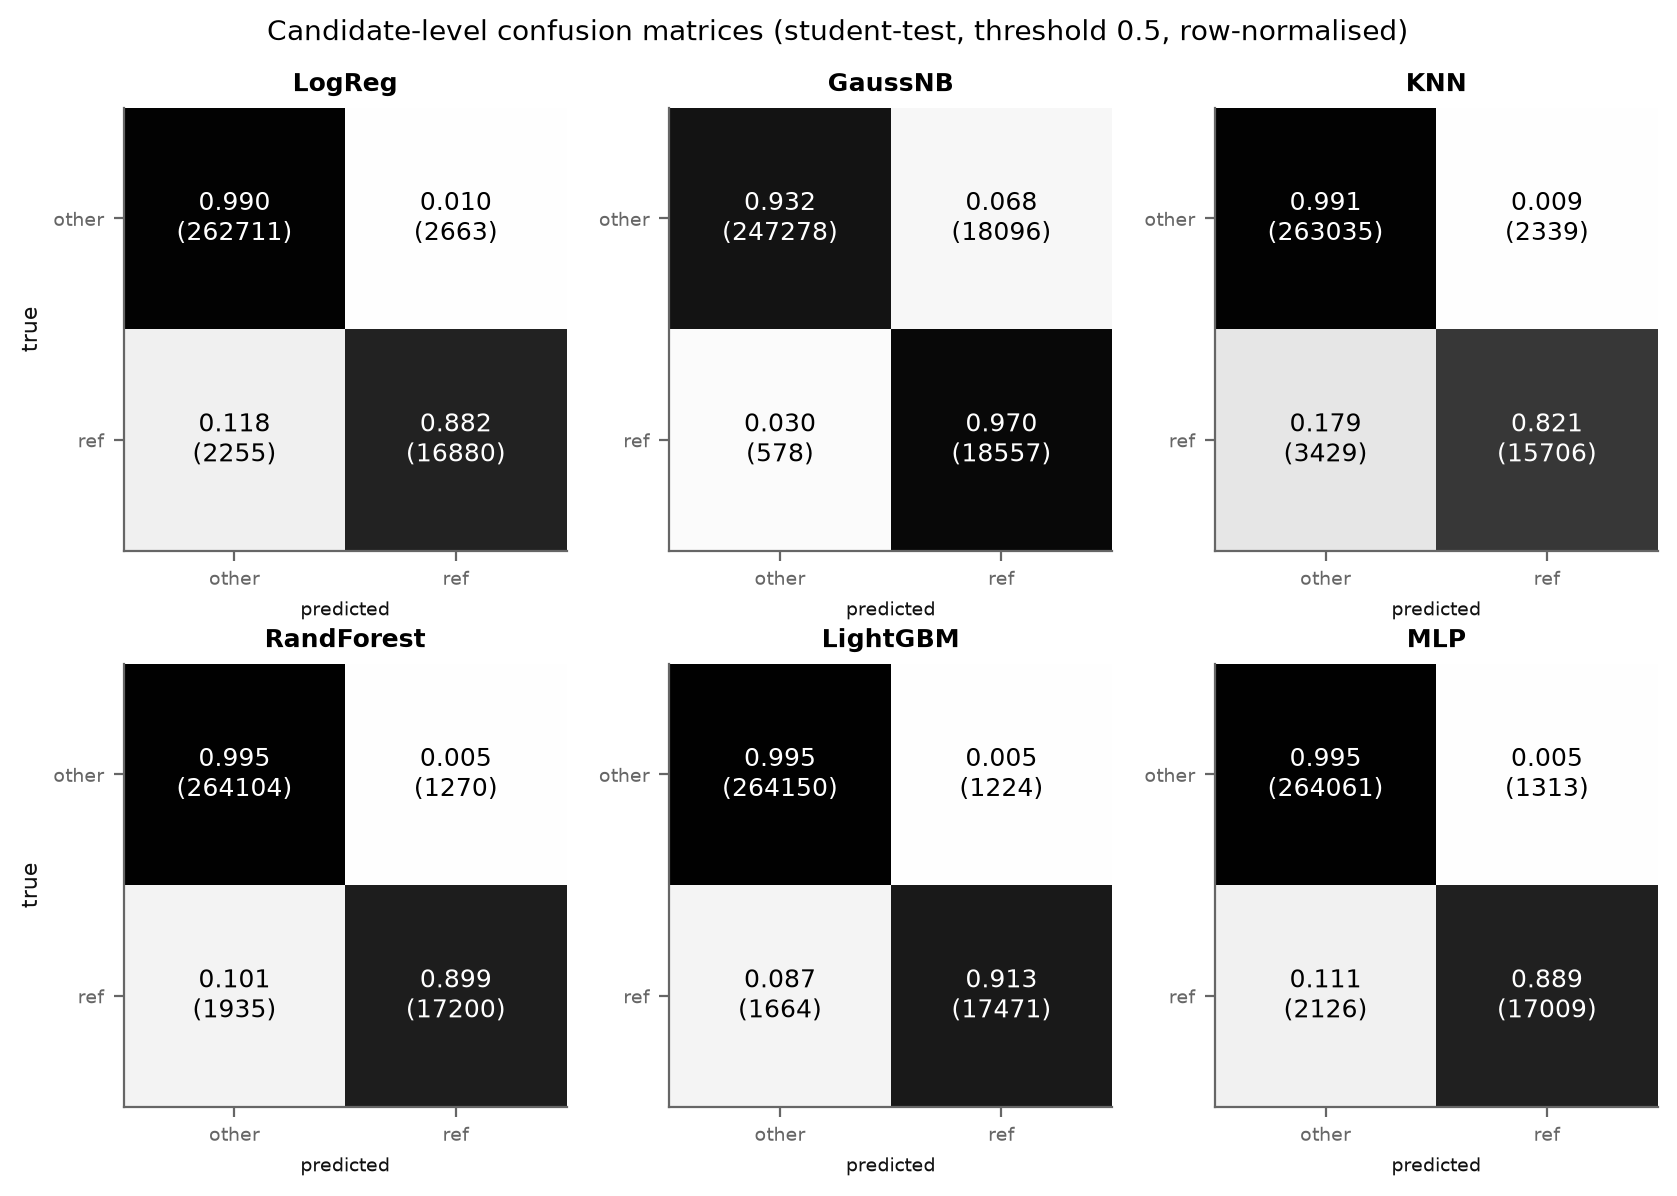 Candidate-level confusion matrices (student-test, threshold 0.5, row-normalised)
LogReg
GaussNB
KNN
true
other
0.990
(262711)
0.010
(2663)
ref
0.118
(2255)
0.882
(16880)
other
ref
predicted
other
0.932
(247278)
0.068
(18096)
ref
0.030
(578)
0.970
(18557)
other
ref
predicted
other
0.991
(263035)
0.009
(2339)
ref
0.179
(3429)
0.821
(15706)
other
ref
predicted
RandForest
LightGBM
MLP
true
other
0.995
(264104)
0.005
(1270)
ref
0.101
(1935)
0.899
(17200)
other
ref
predicted
other
0.995
(264150)
0.005
(1224)
ref
0.087
(1664)
0.913
(17471)
other
ref
predicted
other
0.995
(264061)
0.005
(1313)
ref
0.111
(2126)
0.889
(17009)
other
ref
predicted